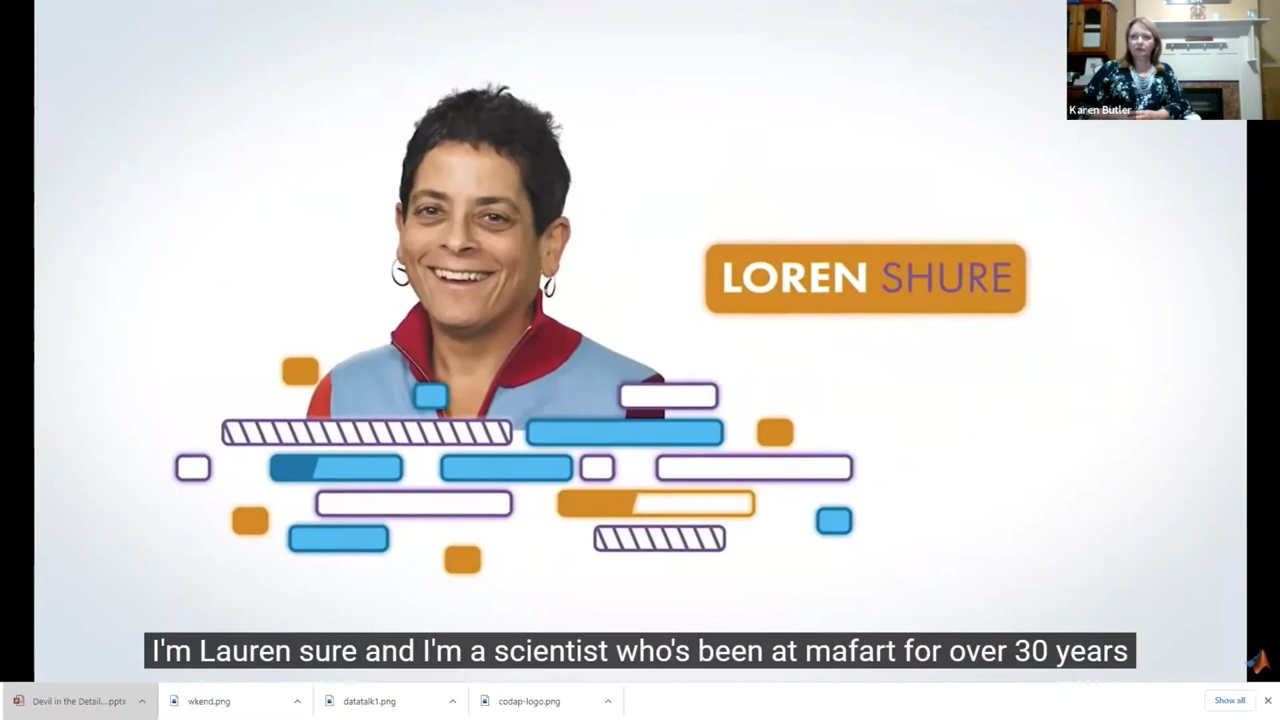 Karen Butler
LOREN SHURE
I'm Lauren sure and I'm a scientist who's been at mafart for over 30 years
Devil in the Detail....pptx
wkend.png
datatalk1.png
codap-logo.png
Show all